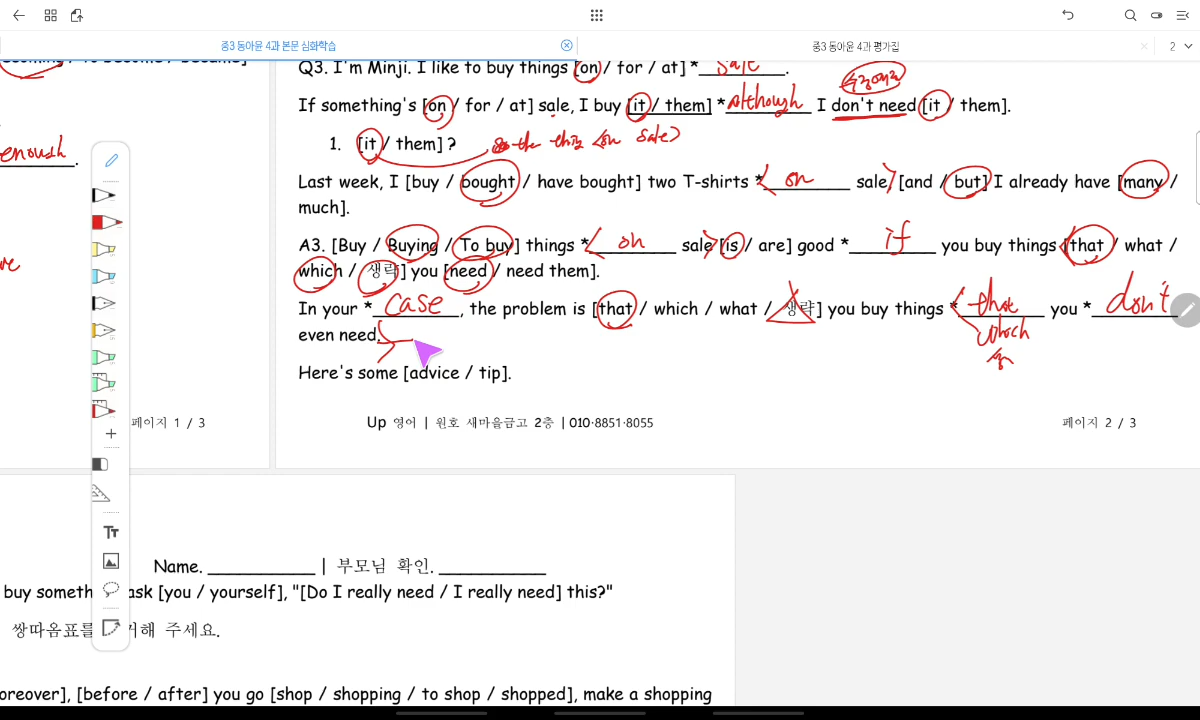 중3 동아윤 4과 본문 심화학습
중3 동아윤 4과 평가집
2
Q3. I'm Minji. I like to buy things [on / for / at] * sale.
If something's [on / for / at] sale, I buy [it / them] * although I don't need [it / them].
enough.
1. [it / them] ?
the thing (on sale)
Last week, I [buy / bought / have bought] two T-shirts * on sale, [and / but] I already have [many /
much].
A3. [Buy / Buying / To buy] things * on sale [is / are] good * if you buy things [that / what /
which / 생략] you [need / need them].
In your * case, the problem is [that / which / what / 생략] you buy things * that you * don't
which
even need.
Here's some [advice / tip].
페이지 1 / 3
Up 영어 | 원호 새마을금고 2층 | 010·8851·8055
페이지 2 / 3
Name. | 부모님 확인.
buy someth ask [you / yourself], "[Do I really need / I really need] this?"
쌍따옴표를 거해 주세요.
oreover], [before / after] you go [shop / shopping / to shop / shopped], make a shopping